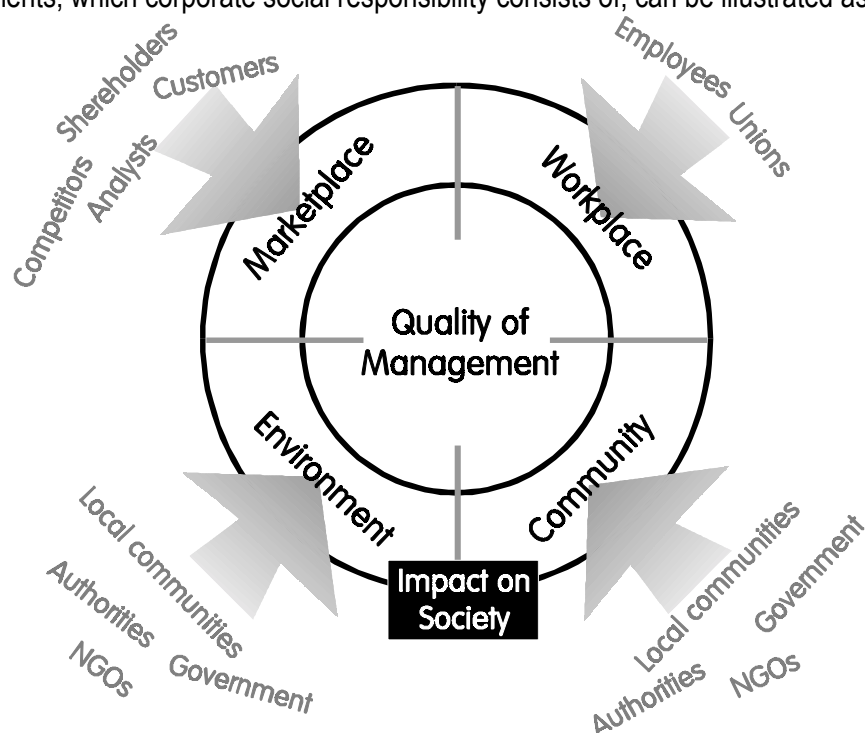 ments, which corporate social responsibility consists of, can be illustrated as
Shereholders
Customers
Competitors
Analysts
Employees
Unions
Marketplace
Workplace
Quality of
Management
Environment
Community
Impact on
Society
Local communities
Authorities
NGOs
Government
Local communities
Government
Authorities
NGOs